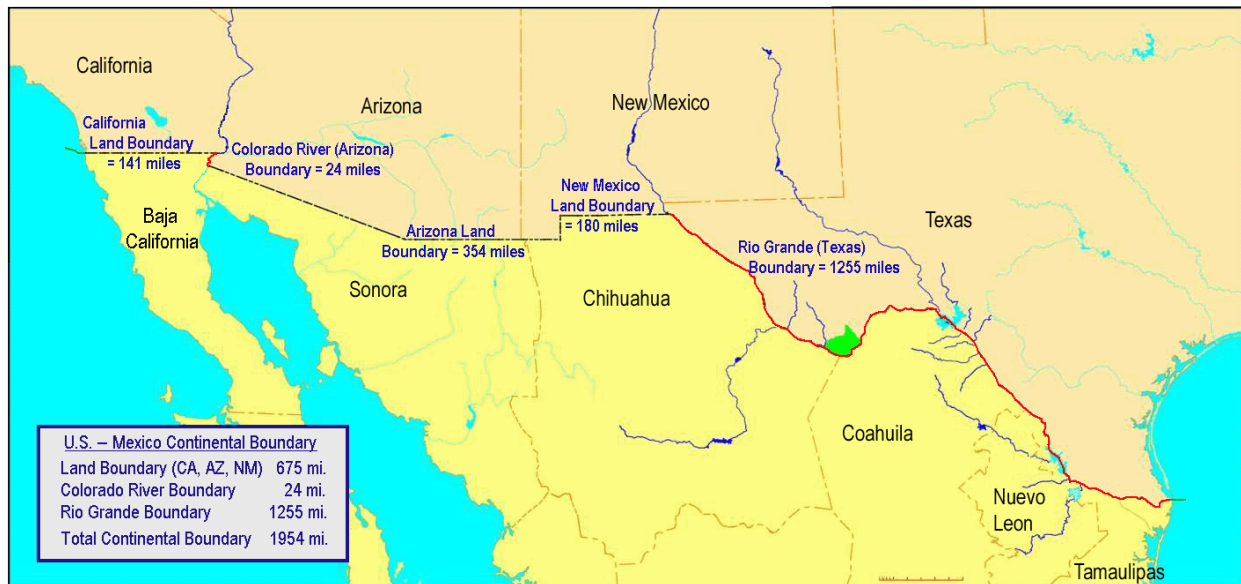 California
Arizona
New Mexico
California
Land Boundary
= 141 miles
Colorado River (Arizona)
Boundary = 24 miles
New Mexico
Land Boundary
= 180 miles
Baja
California
Arizona Land
Boundary = 354 miles
Texas
Rio Grande (Texas)
Boundary = 1255 miles
Sonora
Chihuahua
Coahuila
Nuevo
Leon
Tamaulipas
U.S. – Mexico Continental Boundary
Land Boundary (CA, AZ, NM) 675 mi.
Colorado River Boundary 24 mi.
Rio Grande Boundary 1255 mi.
Total Continental Boundary 1954 mi.